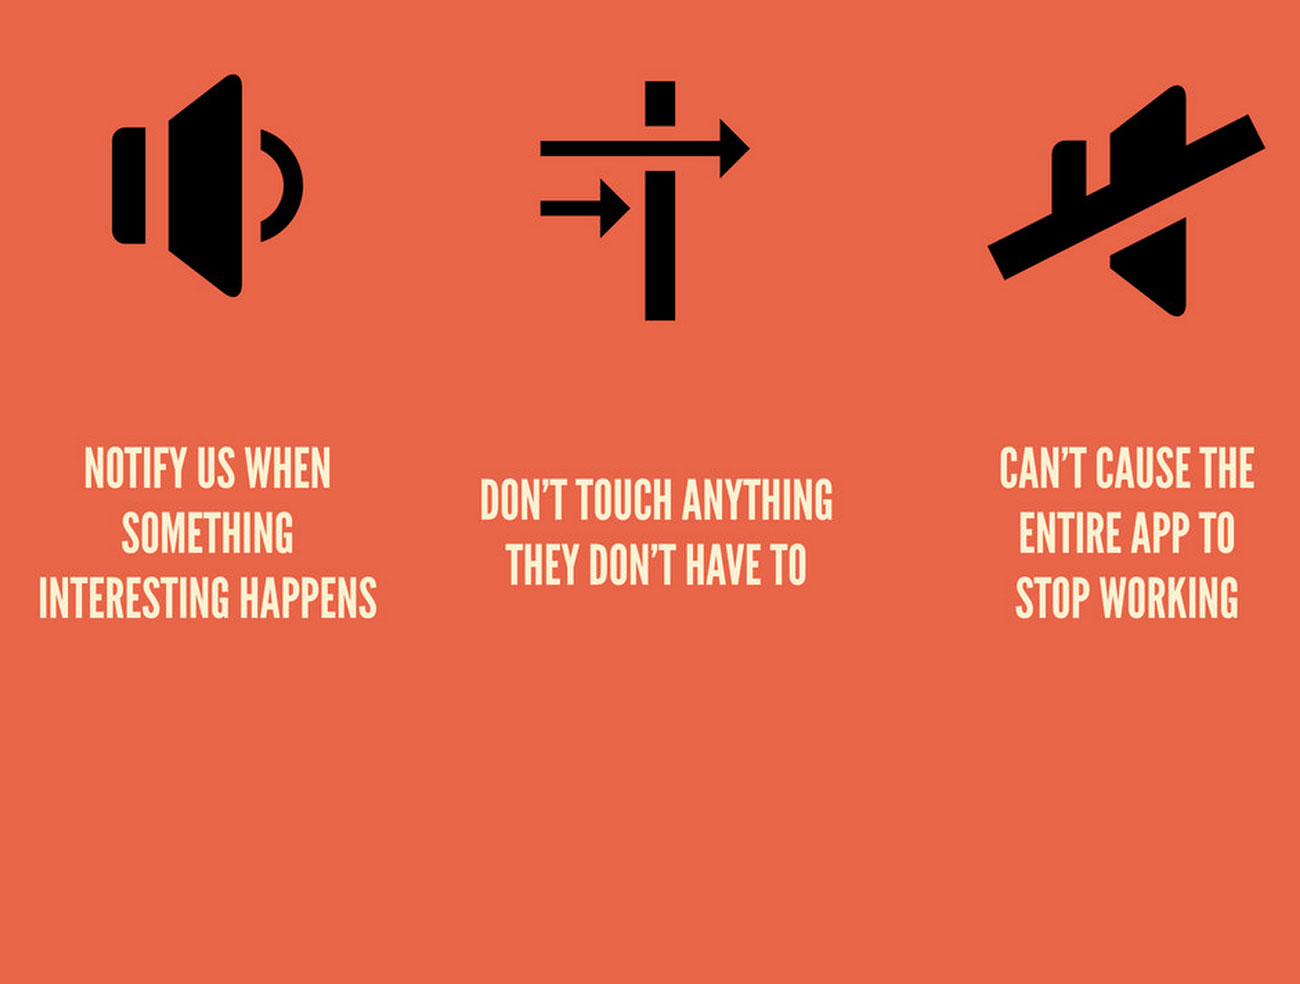 NOTIFY US WHEN
SOMETHING
INTERESTING HAPPENS
DON’T TOUCH ANYTHING
THEY DON’T HAVE TO
CAN’T CAUSE THE
ENTIRE APP TO
STOP WORKING